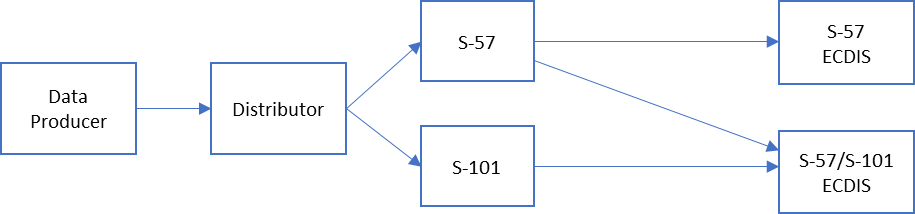 Data
Producer
Distributor
S-57
S-101
S-57
ECDIS
S-57/S-101
ECDIS